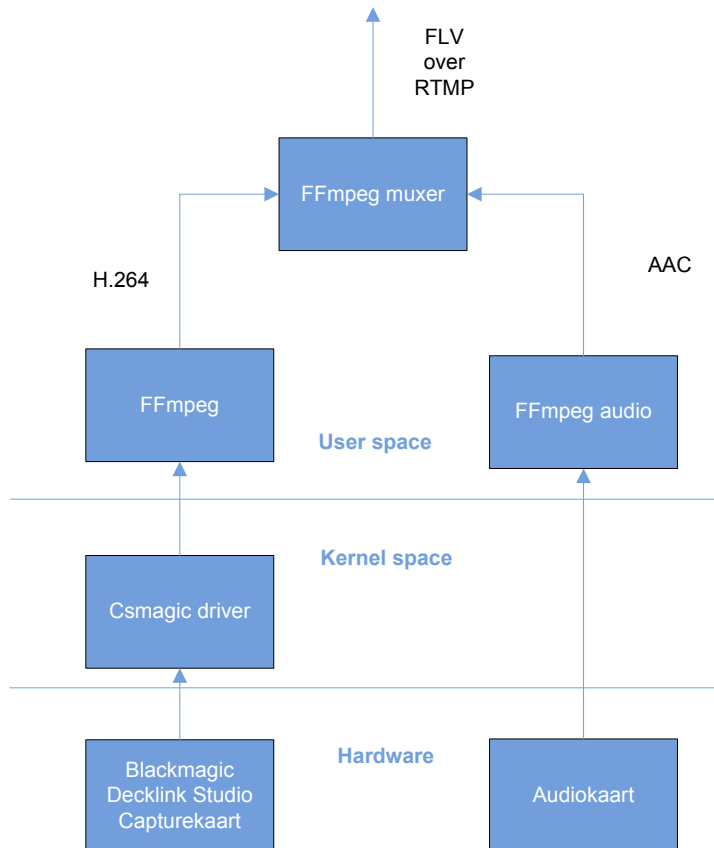 FLV
over
RTMP
FFmpeg muxer
H.264
AAC
FFmpeg
FFmpeg audio
User space
Kernel space
Csmagic driver
Hardware
Blackmagic
Decklink Studio
Capturekaart
Audiokaart